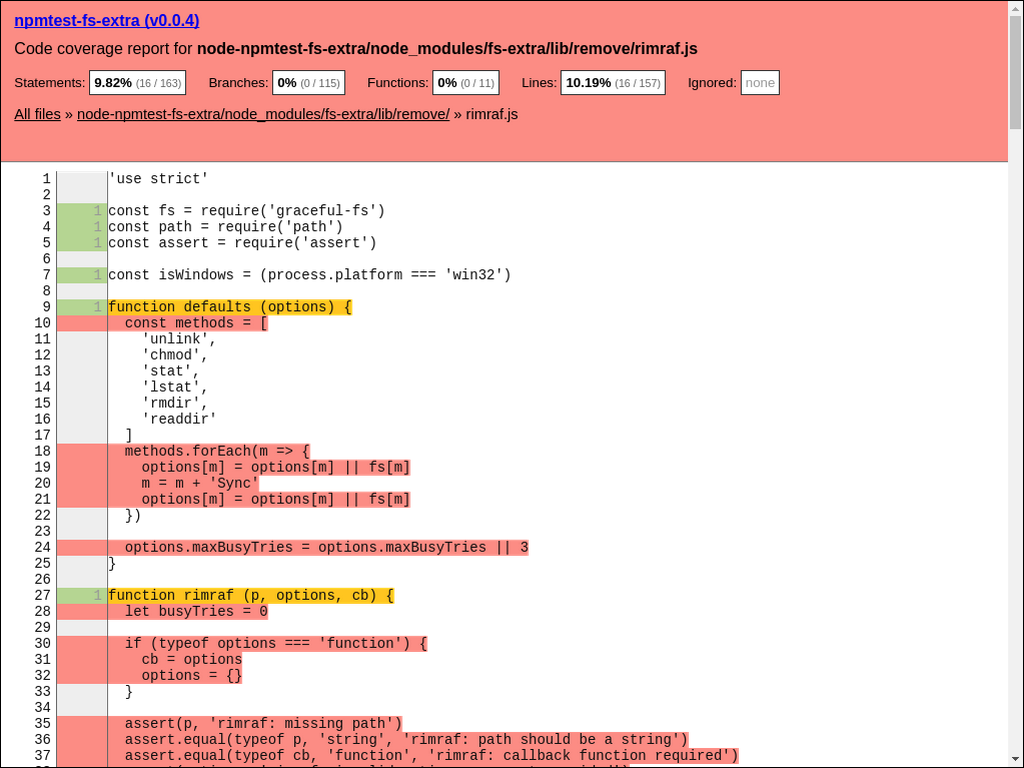 npmtest-fs-extra (v0.0.4)
Code coverage report for node-npmtest-fs-extra/node_modules/fs-extra/lib/remove/rimraf.js
Statements: 9.82% (16 / 163) Branches: 0% (0 / 115) Functions: 0% (0 / 11) Lines: 10.19% (16 / 157) Ignored: none
All files » node-npmtest-fs-extra/node_modules/fs-extra/lib/remove/ » rimraf.js
1 'use strict'
2
3 1 const fs = require('graceful-fs')
4 1 const path = require('path')
5 1 const assert = require('assert')
6
7 1 const isWindows = (process.platform === 'win32')
8
9 1 function defaults (options) {
10 const methods = [
11 'unlink',
12 'chmod',
13 'stat',
14 'lstat',
15 'rmdir',
16 'readdir'
17 ]
18 methods.forEach(m => {
19 options[m] = options[m] || fs[m]
20 m = m + 'Sync'
21 options[m] = options[m] || fs[m]
22 })
23
24 options.maxBusyTries = options.maxBusyTries || 3
25 }
26
27 1 function rimraf (p, options, cb) {
28 let busyTries = 0
29
30 if (typeof options === 'function') {
31 cb = options
32 options = {}
33 }
34
35 assert(p, 'rimraf: missing path')
36 assert.equal(typeof p, 'string', 'rimraf: path should be a string')
37 assert.equal(typeof cb, 'function', 'rimraf: callback function required')